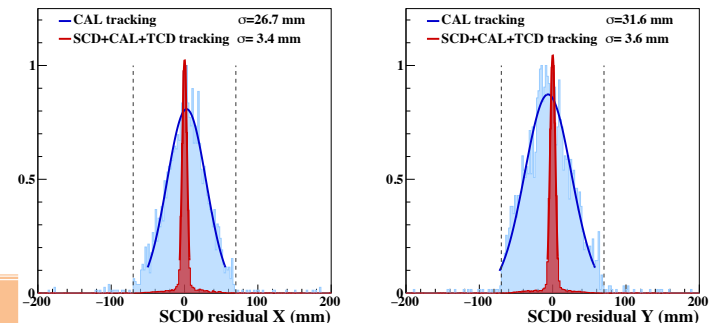 CAL tracking σ=26.7 mm
SCD+CAL+TCD tracking σ= 3.4 mm
1
0.5
0
−200 −100 0 100 200
SCD0 residual X (mm)
CAL tracking σ=31.6 mm
SCD+CAL+TCD tracking σ= 3.6 mm
1
0.5
0
−200 −100 0 100 200
SCD0 residual Y (mm)